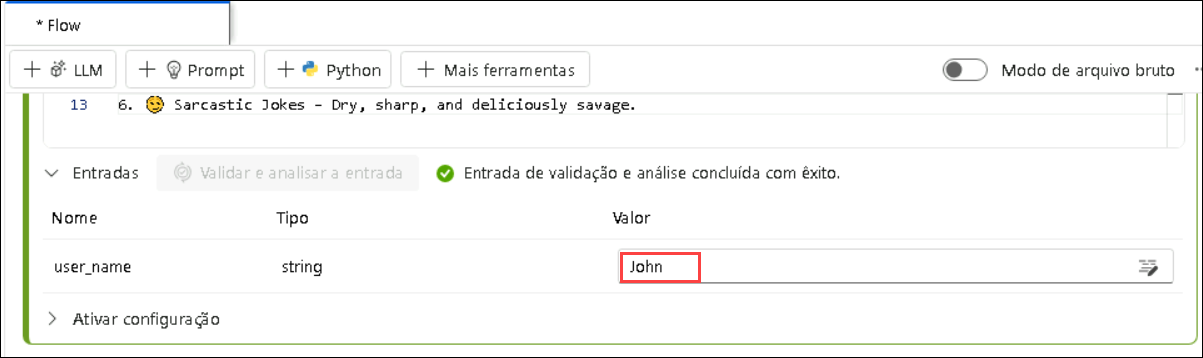 * Flow
+ LLM + Prompt + Python + Mais ferramentas Modo de arquivo bruto ...
13 6. 😉 Sarcastic Jokes – Dry, sharp, and deliciously savage.
Entradas Validar e analisar a entrada Entrada de validação e análise concluída com êxito.
Nome Tipo Valor
user_name string John
Ativar configuração